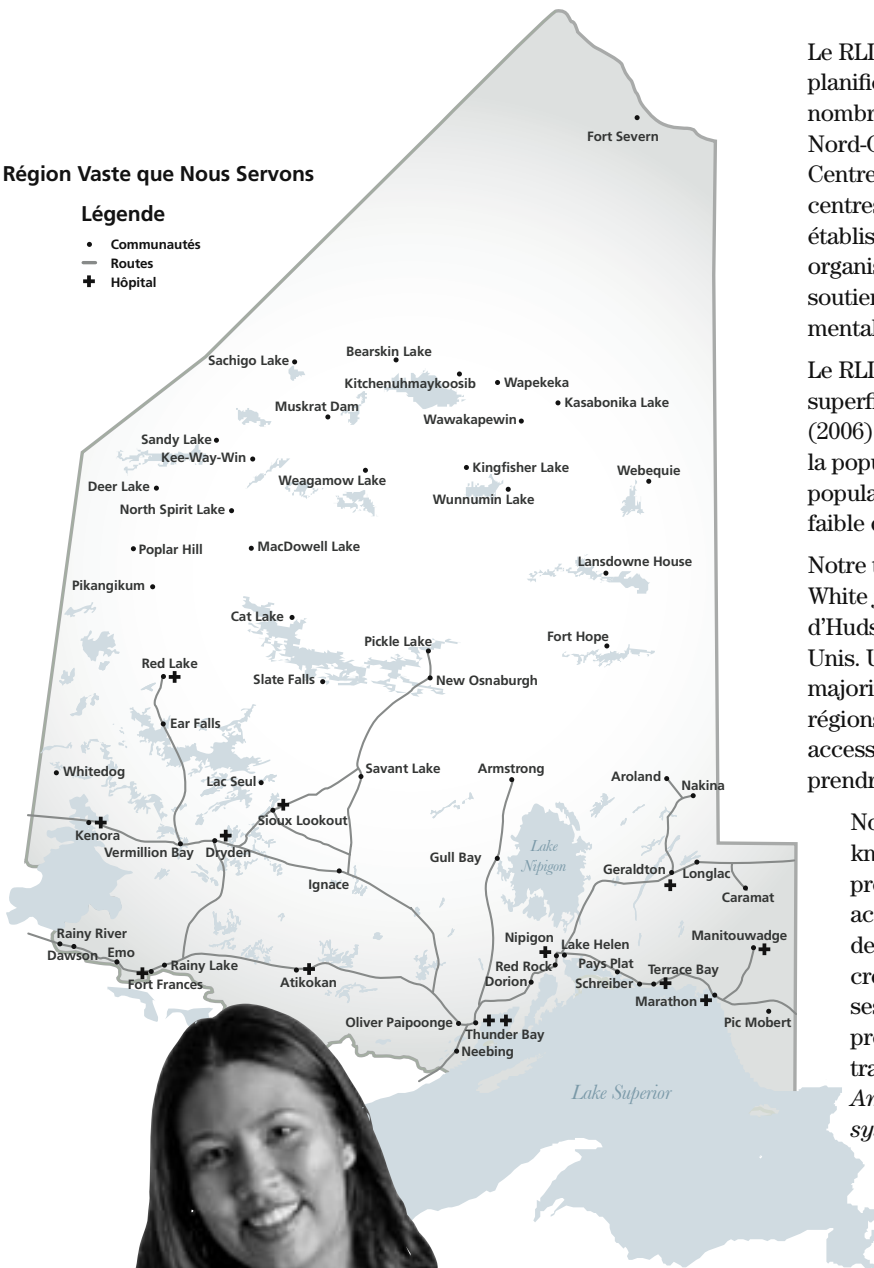 Région Vaste que Nous Servons
Légende
Communautés
Routes
Hôpital
Fort Severn
Bearskin Lake
Sachigo Lake
Kitchenuhmaykoosib
Wapekeka
Muskrat Dam
Kasabonika Lake
Wawakapewin
Sandy Lake
Kee-Way-Win
Kingfisher Lake
Webequie
Weagamow Lake
Deer Lake
Wunnumin Lake
North Spirit Lake
Poplar Hill
MacDowell Lake
Lansdowne House
Pikangikum
Cat Lake
Pickle Lake
Fort Hope
Red Lake
Slate Falls
New Osnaburgh
Ear Falls
Whitedog
Lac Seul
Savant Lake
Armstrong
Aroland
Nakina
Sioux Lookout
Kenora
Vermillion Bay
Dryden
Gull Bay
Lake
Nipigon
Geraldton
Longlac
Ignace
Caramat
Rainy River
Dawson
Emo
Nipigon
Lake Helen
Manitouwadge
Rainy Lake
Fort Frances
Atikokan
Red Rock
Pays Plat
Terrace Bay
Dorion
Schreiber
Marathon
Oliver Paipoonge
Thunder Bay
Pic Mobert
Neebing
Lake Superior
Le RLI
planific
nombr
Nord-O
Centre
centres
établis
organis
soutien
mental
Le RLI
superfi
(2006)
la popu
popula
faible d
Notre t
White
d'Huds
Unis. U
majori
régions
access
prendr
No
kn
pr
ac
de
cr
ses
pr
tra
An
sy